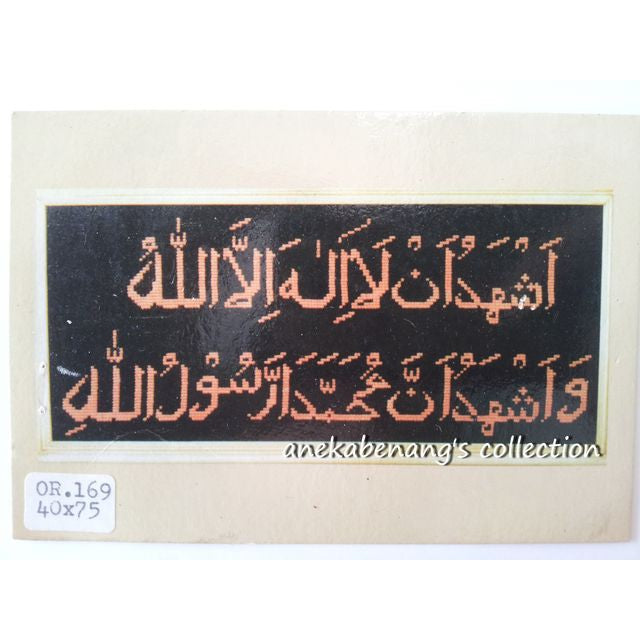 اَشْهَدُ اَنْ لَا اِلٰهَ اِلَّا اللّٰهُ
وَ اَشْهَدُ اَنَّ مُحَمَّدًا رَّسُوْلُ اللّٰهِ
anekabenang's collection
OR.169
40x75